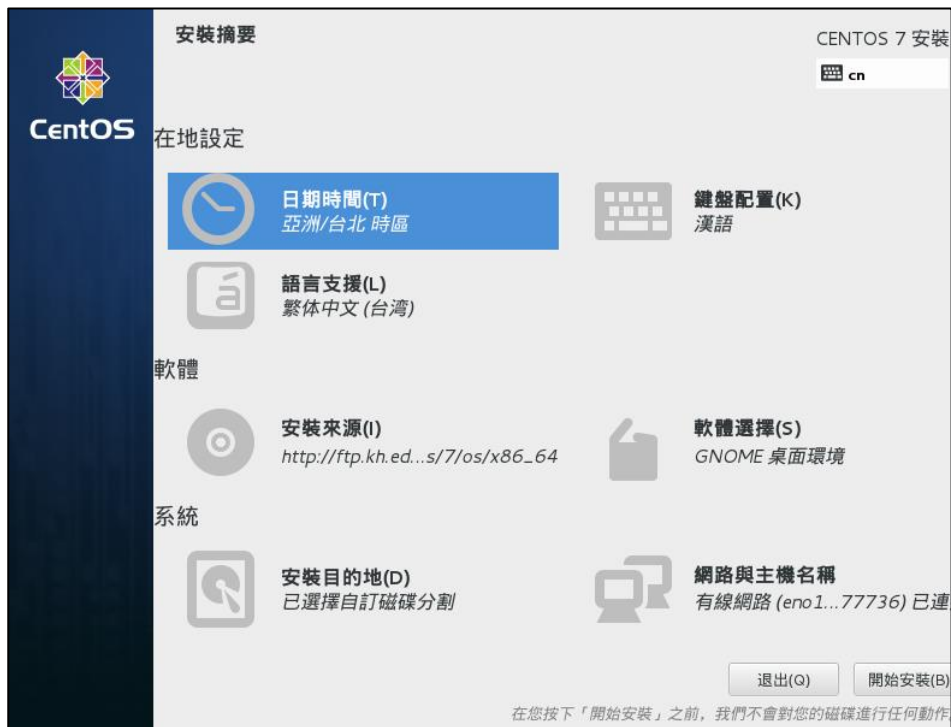 安裝摘要
CENTOS 7 安裝
cn
CentOS
在地設定
日期時間(T)
亞洲/台北 時區
鍵盤配置(K)
漢語
語言支援(L)
繁体中文 (台湾)
軟體
安裝來源(I)
http://ftp.kh.ed...s/7/os/x86_64
軟體選擇(S)
GNOME 桌面環境
系統
安裝目的地(D)
已選擇自訂磁碟分割
網路與主機名稱
有線網路 (eno1...77736) 已連
退出(Q)
開始安裝(B)
在您按下「開始安裝」之前，我們不會對您的磁碟進行任何動作